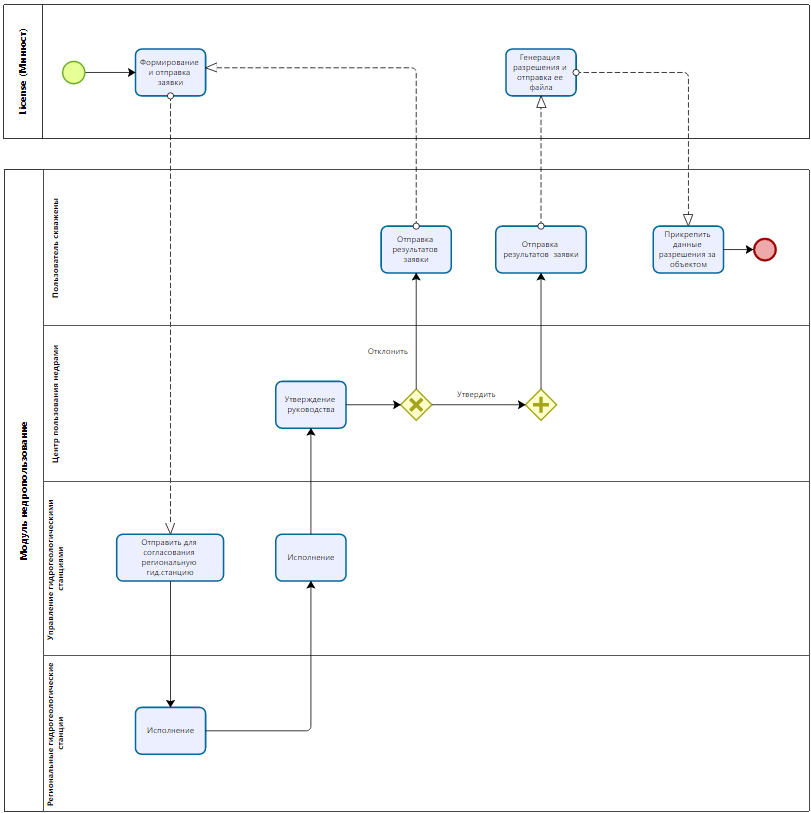 License (Минюст)
Формирование
и отправка
заявки
Генерация
разрешения и
отправка ее
файла
Модуль недропользование
Пользователь скважены
Отправка
результатов
заявки
Отправка
результатов заявки
Прикрепить
данные
разрешения за
объектом
Центр пользования недрами
Отклонить
Утверждение
руководства
Утвердить
Управление гидрогеологическими
станциями
Отправить для
согласования
региональную
гид.станцию
Исполнение
Региональные гидрогеологические
станции
Исполнение